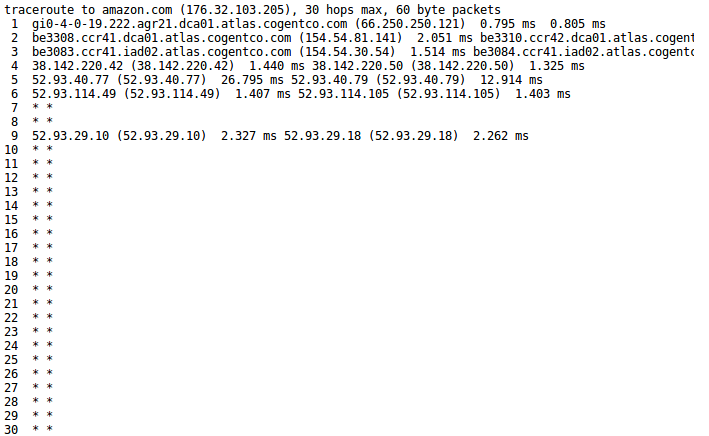 traceroute to amazon.com (176.32.103.205), 30 hops max, 60 byte packets
1 gi0-4-0-19.222.agr21.dca01.atlas.cogentco.com (66.250.250.121) 0.795 ms 0.805 ms
2 be3308.ccr41.dca01.atlas.cogentco.com (154.54.81.141) 2.051 ms be3310.ccr42.dca01.atlas.cogent
3 be3083.ccr41.iad02.atlas.cogentco.com (154.54.30.54) 1.514 ms be3084.ccr41.iad02.atlas.cogentc
4 38.142.220.42 (38.142.220.42) 1.440 ms 38.142.220.50 (38.142.220.50) 1.325 ms
5 52.93.40.77 (52.93.40.77) 26.795 ms 52.93.40.79 (52.93.40.79) 12.914 ms
6 52.93.114.49 (52.93.114.49) 1.407 ms 52.93.114.105 (52.93.114.105) 1.403 ms
7 * *
8 * *
9 52.93.29.10 (52.93.29.10) 2.327 ms 52.93.29.18 (52.93.29.18) 2.262 ms
10 * *
11 * *
12 * *
13 * *
14 * *
15 * *
16 * *
17 * *
18 * *
19 * *
20 * *
21 * *
22 * *
23 * *
24 * *
25 * *
26 * *
27 * *
28 * *
29 * *
30 * *